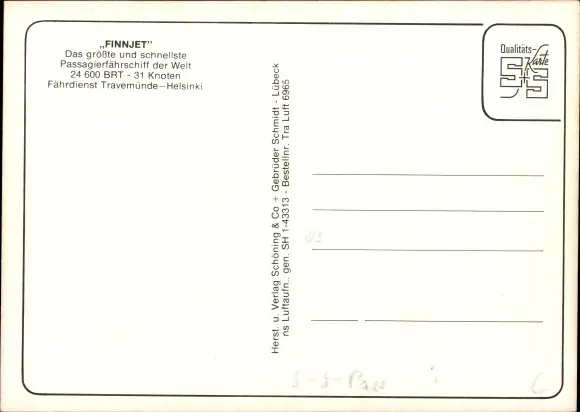 „FINNJET"
Das größte und schnellste
Passagierfährschiff der Welt
24 600 BRT - 31 Knoten
Fährdienst Travemünde–Helsinki
Herst. u. Verlag Schöning & Co + Gebrüder Schmidt - Lübeck
ns Luftaufn., gen. SH 1-43313 - Bestellnr. Tra Luft 6965
Qualitäts-
Karte
S+S
S-S-Pass
C